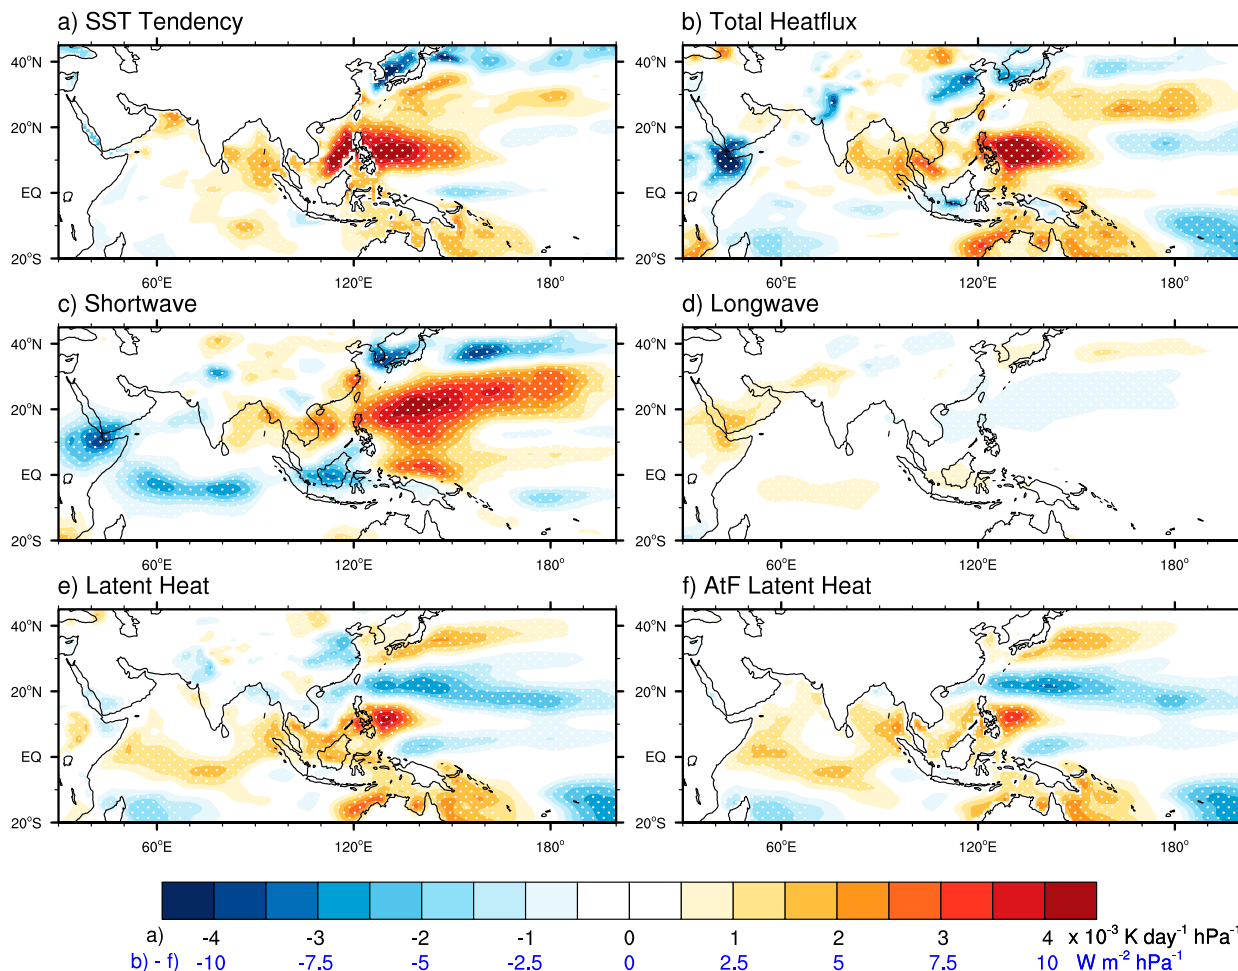 a) SST Tendency
b) Total Heatflux
40°N
20°N
EQ
20°S
60°E
120°E
180°
40°N
20°N
EQ
20°S
60°E
120°E
180°
c) Shortwave
d) Longwave
40°N
20°N
EQ
20°S
60°E
120°E
180°
40°N
20°N
EQ
20°S
60°E
120°E
180°
e) Latent Heat
f) AtF Latent Heat
40°N
20°N
EQ
20°S
60°E
120°E
180°
40°N
20°N
EQ
20°S
60°E
120°E
180°
a) -4 -3 -2 -1 0 1 2 3 4 x 10⁻³ K day⁻¹ hPa⁻¹
b) - f) -10 -7.5 -5 -2.5 0 2.5 5 7.5 10 W m⁻² hPa⁻¹